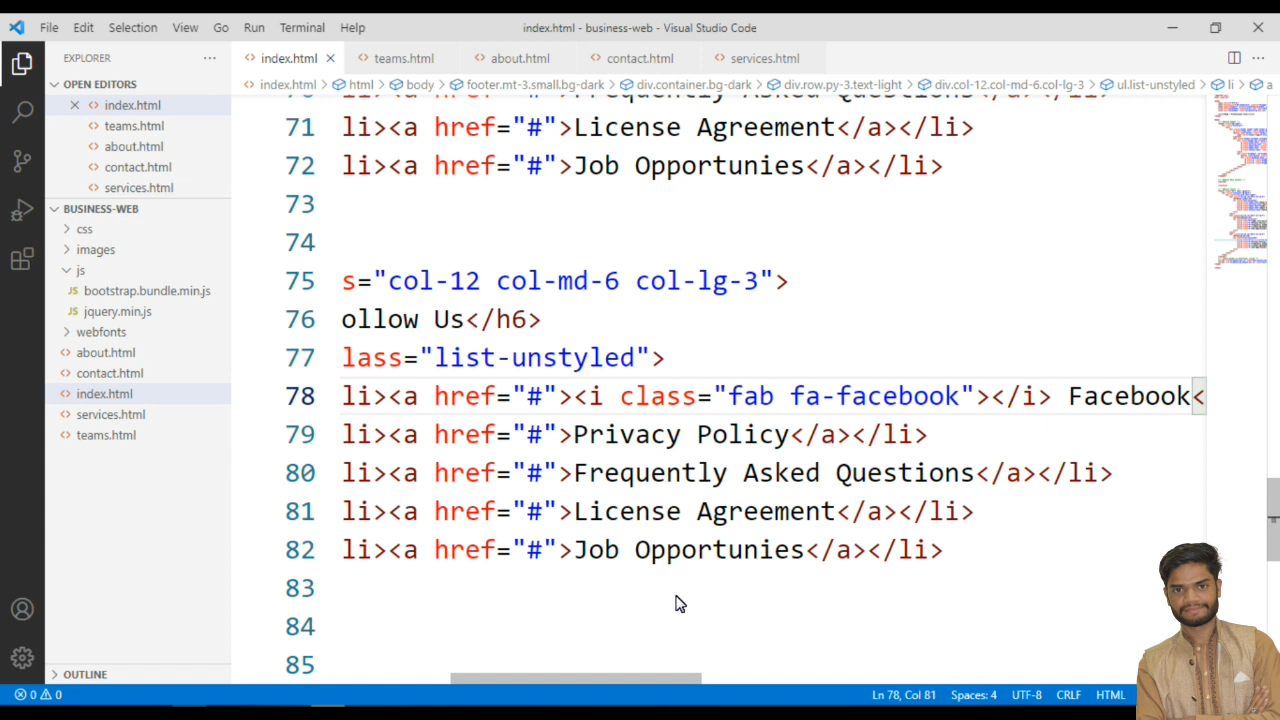 File Edit Selection View Go Run Terminal Help index.html - business-web - Visual Studio Code
EXPLORER
OPEN EDITORS
index.html
teams.html
about.html
contact.html
services.html
BUSINESS-WEB
css
images
js
bootstrap.bundle.min.js
jquery.min.js
webfonts
about.html
contact.html
index.html
services.html
teams.html
OUTLINE
index.html teams.html about.html contact.html services.html
index.html html body footer.mt-3.small.bg-dark div.container.bg-dark div.row.py-3.text-light div.col-12.col-md-6.col-lg-3 ul.list-unstyled li a
70 li><a href="#">Frequently Asked Questions</a></li>
71 li><a href="#">License Agreement</a></li>
72 li><a href="#">Job Opportunies</a></li>
73
74
75 s="col-12 col-md-6 col-lg-3">
76 ollow Us</h6>
77 lass="list-unstyled">
78 li><a href="#"><i class="fab fa-facebook"></i> Facebook<
79 li><a href="#">Privacy Policy</a></li>
80 li><a href="#">Frequently Asked Questions</a></li>
81 li><a href="#">License Agreement</a></li>
82 li><a href="#">Job Opportunies</a></li>
83
84
85
0 0 Ln 78, Col 81 Spaces: 4 UTF-8 CRLF HTML